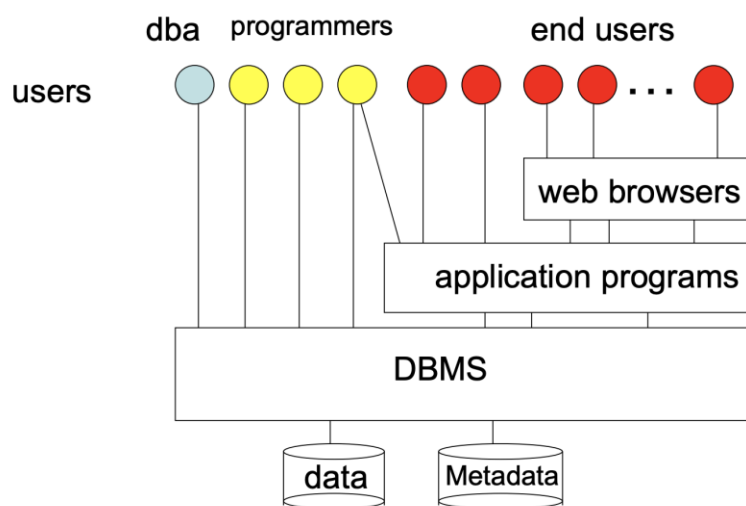 dba programmers end users
users
...
web browsers
application programs
DBMS
data Metadata